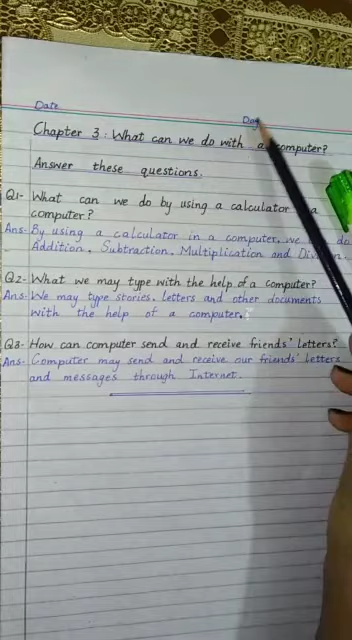 Date
Day
Chapter 3: What can we do with a computer?
Answer these questions.
Q1- What can we do by using a calculator a
computer?
Ans- By using a calculator in a computer, we do
Addition, Subtraction, Multiplication and
Q2- What we may type with the help of a computer?
Ans- We may type stories, letters and other documents
with the help of a computer.
Q3- How can computer send and receive friends' letters?
Ans- Computer may send and receive our friends' letters
and messages through Internet.